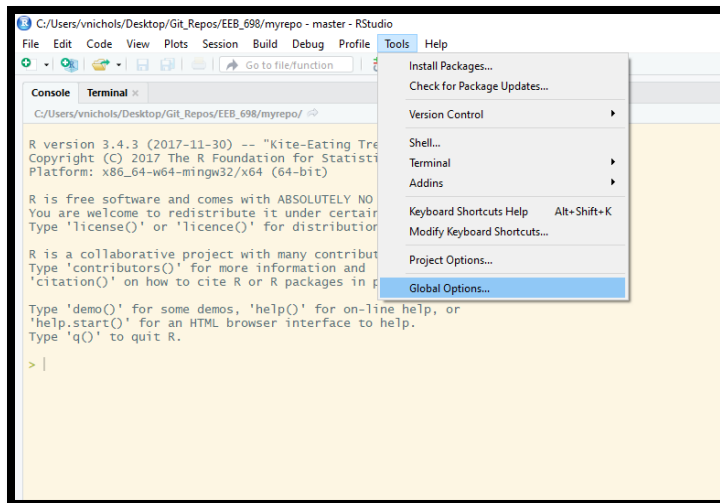 C:/Users/vnichols/Desktop/Git_Repos/EEB_698/myrepo - master - RStudio
File Edit Code View Plots Session Build Debug Profile Tools Help
Go to file/function
Install Packages...
Check for Package Updates...
Version Control
Shell...
Terminal
Addins
Keyboard Shortcuts Help Alt+Shift+K
Modify Keyboard Shortcuts...
Project Options...
Global Options...
Console Terminal
C:/Users/vnichols/Desktop/Git_Repos/EEB_698/myrepo/
R version 3.4.3 (2017-11-30) -- "Kite-Eating Tre
Copyright (C) 2017 The R Foundation for Statisti
Platform: x86_64-w64-mingw32/x64 (64-bit)
R is free software and comes with ABSOLUTELY NO
You are welcome to redistribute it under certain
Type 'license()' or 'licence()' for distribution
R is a collaborative project with many contribut
Type 'contributors()' for more information and
'citation()' on how to cite R or R packages in p
Type 'demo()' for some demos, 'help()' for on-line help, or
'help.start()' for an HTML browser interface to help.
Type 'q()' to quit R.
>